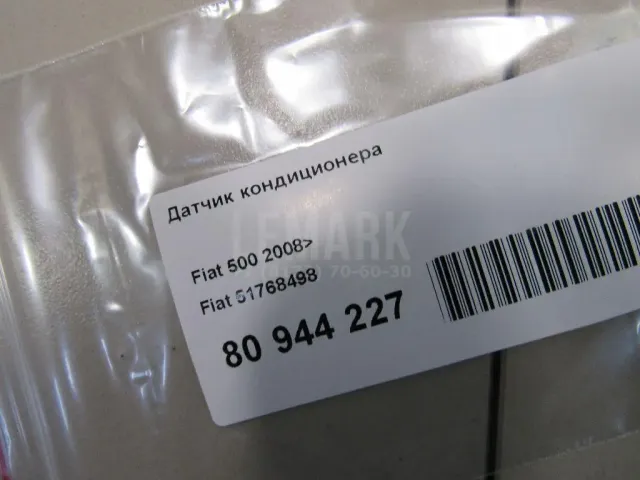 Датчик кондиционера
LEMARK
70-60-30
Fiat 500 2008>
Fiat 51768498
80 944 227